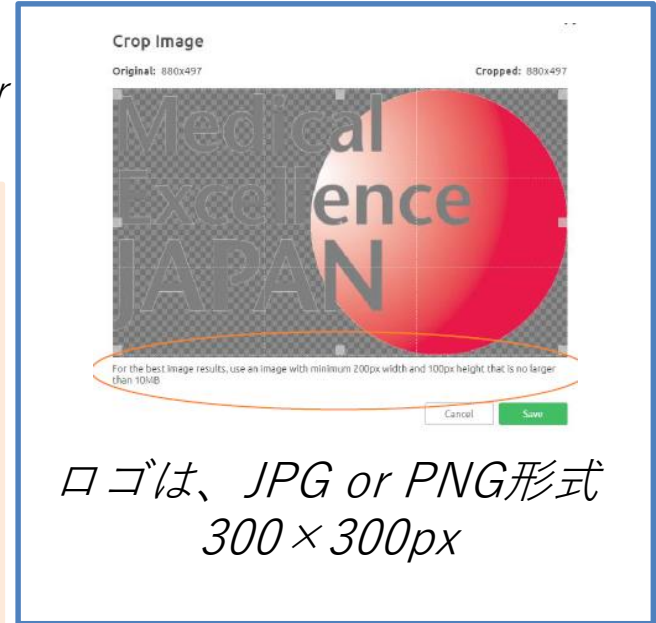 r
Crop Image
Original: 880x497 Cropped: 880x497
Medical
Excellence
JAPAN
For the best image results, use an image with minimum 200px width and 100px height that is no larger
than 10MB
Cancel Save
ロゴは、JPG or PNG形式
300×300px